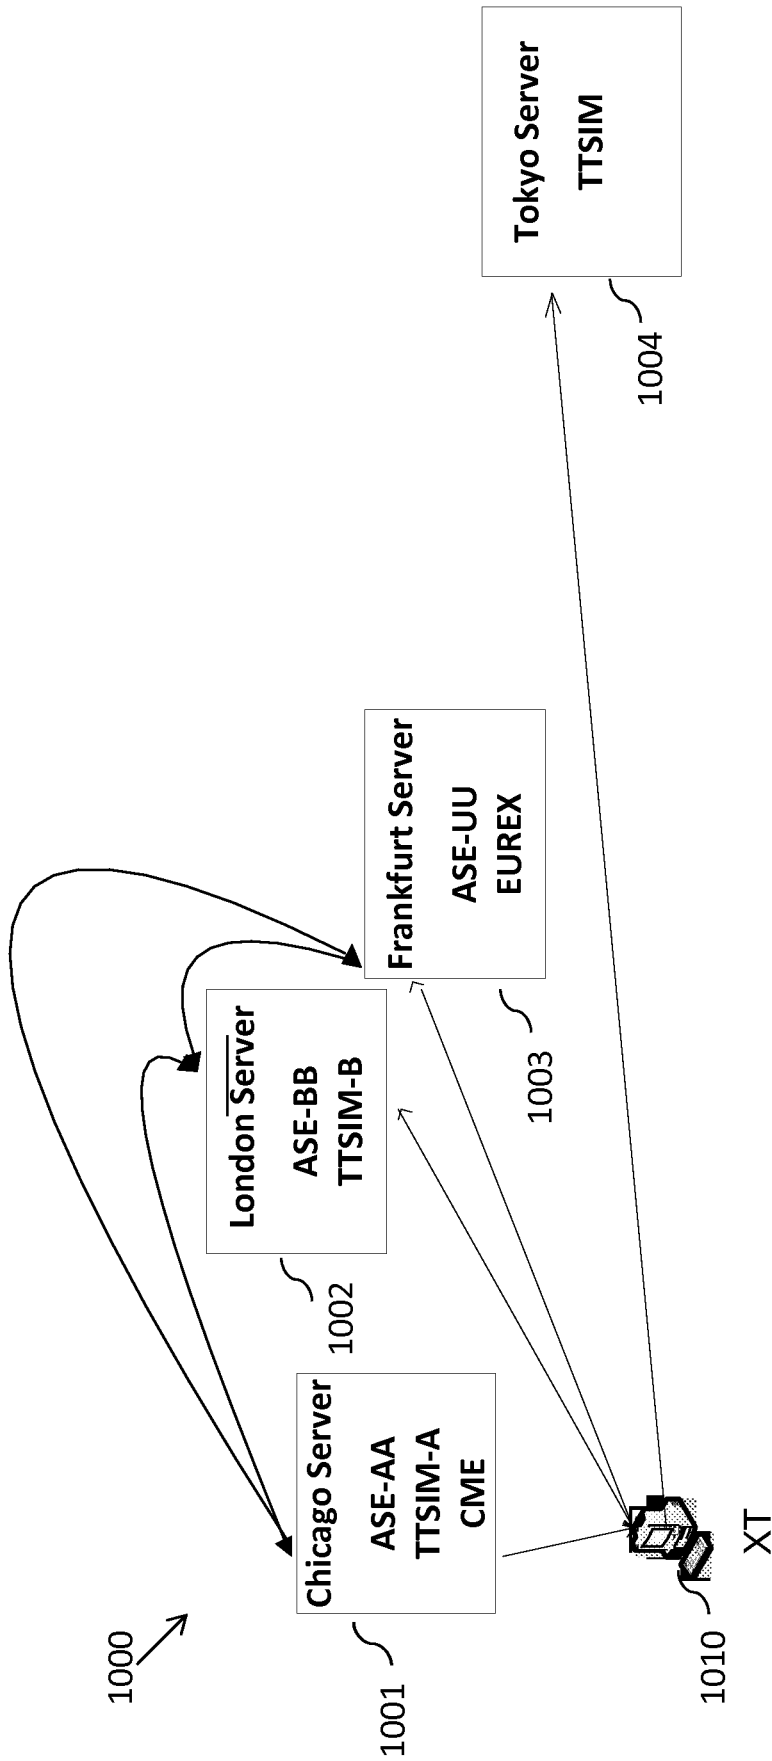 1000
Chicago Server
ASE-AA
TTSIM-A
CME
1001
London Server
ASE-BB
TTSIM-B
1002
Frankfurt Server
ASE-UU
EUREX
1003
Tokyo Server
TTSIM
1004
1010
XT